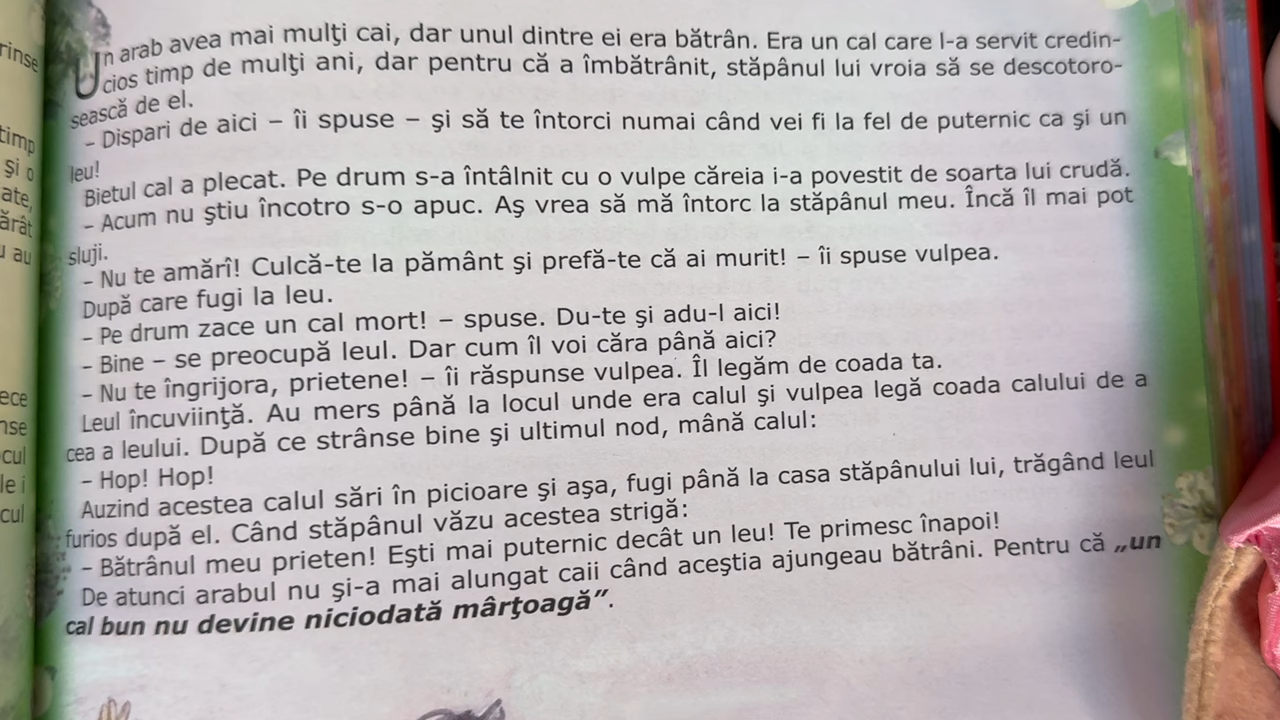 rinse
timp
și o
ate,
ărât
u au
ece
nse
cul
le i
cul
Un arab avea mai mulţi cai, dar unul dintre ei era bătrân. Era un cal care l-a servit credin-
cios timp de mulţi ani, dar pentru că a îmbătrânit, stăpânul lui vroia să se descotoro-
sească de el.
– Dispari de aici – îi spuse – şi să te întorci numai când vei fi la fel de puternic ca şi un
leu!
Bietul cal a plecat. Pe drum s-a întâlnit cu o vulpe căreia i-a povestit de soarta lui crudă.
– Acum nu ştiu încotro s-o apuc. Aş vrea să mă întorc la stăpânul meu. Încă îl mai pot
sluji.
– Nu te amărî! Culcă-te la pământ şi prefă-te că ai murit! – îi spuse vulpea.
După care fugi la leu.
– Pe drum zace un cal mort! – spuse. Du-te şi adu-l aici!
– Bine – se preocupă leul. Dar cum îl voi căra până aici?
– Nu te îngrijora, prietene! – îi răspunse vulpea. Îl legăm de coada ta.
Leul încuviinţă. Au mers până la locul unde era calul şi vulpea legă coada calului de a
cea a leului. După ce strânse bine şi ultimul nod, mână calul:
– Hop! Hop!
Auzind acestea calul sări în picioare şi aşa, fugi până la casa stăpânului lui, trăgând leul
furios după el. Când stăpânul văzu acestea strigă:
– Bătrânul meu prieten! Eşti mai puternic decât un leu! Te primesc înapoi!
De atunci arabul nu şi-a mai alungat caii când aceştia ajungeau bătrâni. Pentru că „un
cal bun nu devine niciodată mârţoagă”.